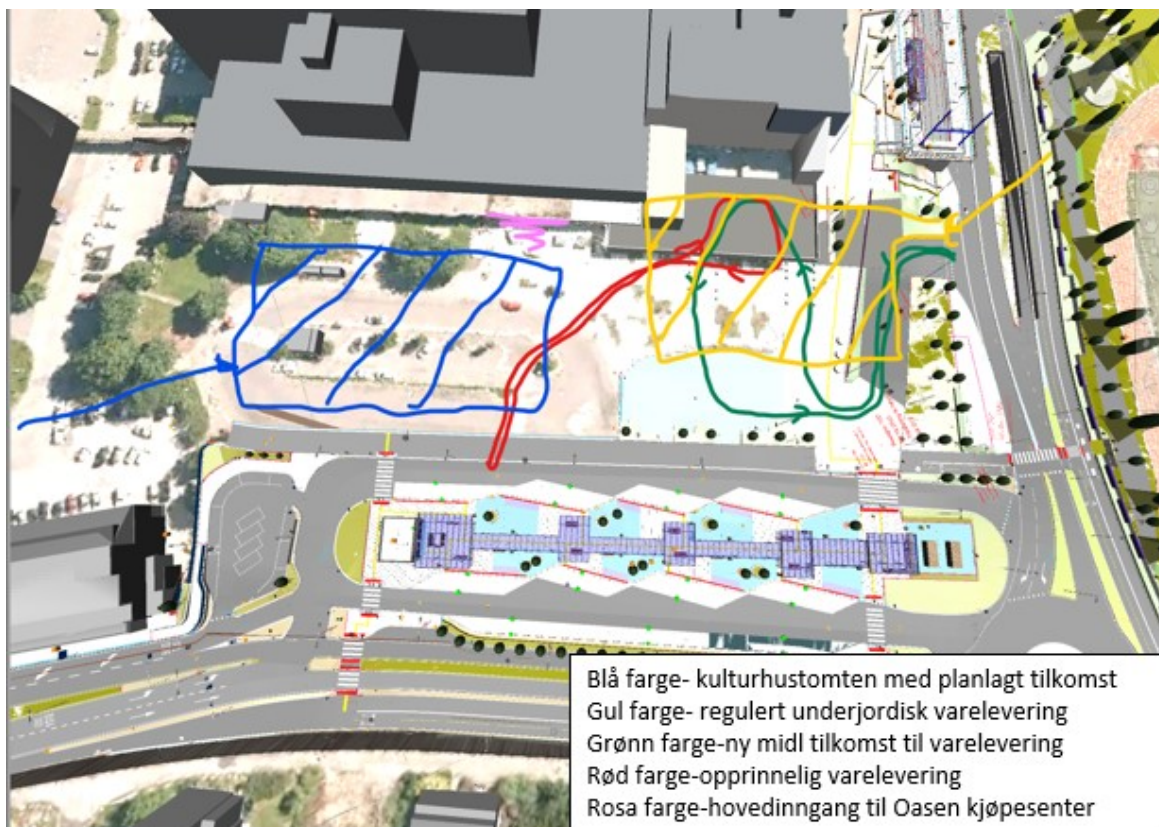 Blå farge- kulturhustomten med planlagt tilkomst
Gul farge- regulert underjordisk varelevering
Grønn farge-ny midl tilkomst til varelevering
Rød farge-opprinnelig varelevering
Rosa farge-hovedinngang til Oasen kjøpesenter